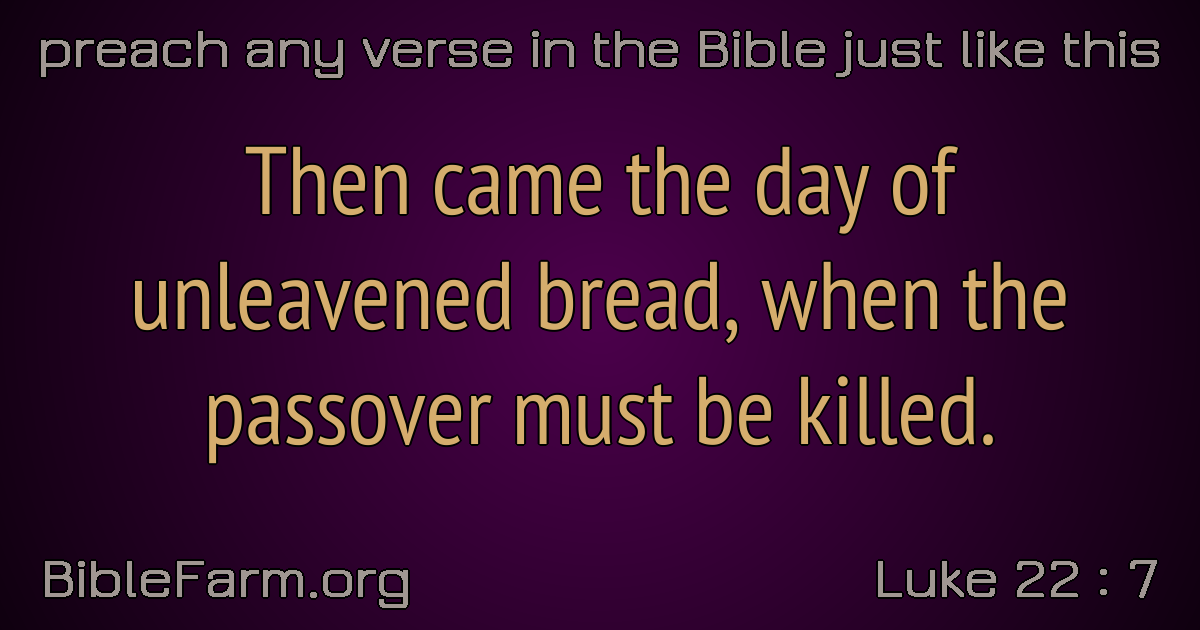 preach any verse in the Bible just like this
Then came the day of
unleavened bread, when the
passover must be killed.
BibleFarm.org
Luke 22 : 7